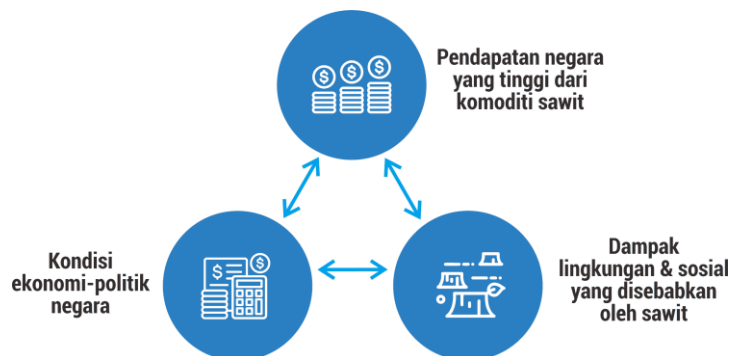 Pendapatan negara
yang tinggi dari
komoditi sawit
Kondisi
ekonomi-politik
negara
Dampak
lingkungan & sosial
yang disebabkan
oleh sawit